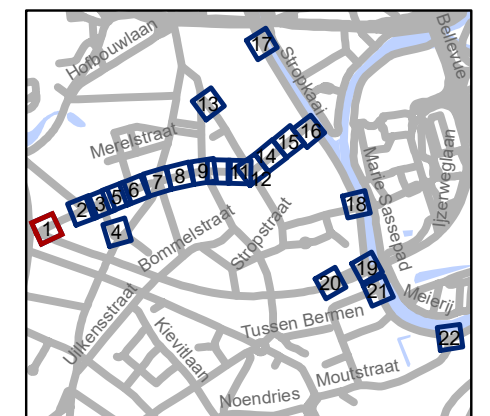 Hofbouwlaan
17
Stropkaai
Bellevue
13
Merelstraat
16
15
14
Ijzerweglaan
Marie Sassepad
11
12
9
8
7
6
5
3
2
1
4
18
Bommelstraat
Stropstraat
19
20
21
Meierij
Uilkensstraat
Tussen Bermen
22
Kievitlaan
Moutstraat
Noendries